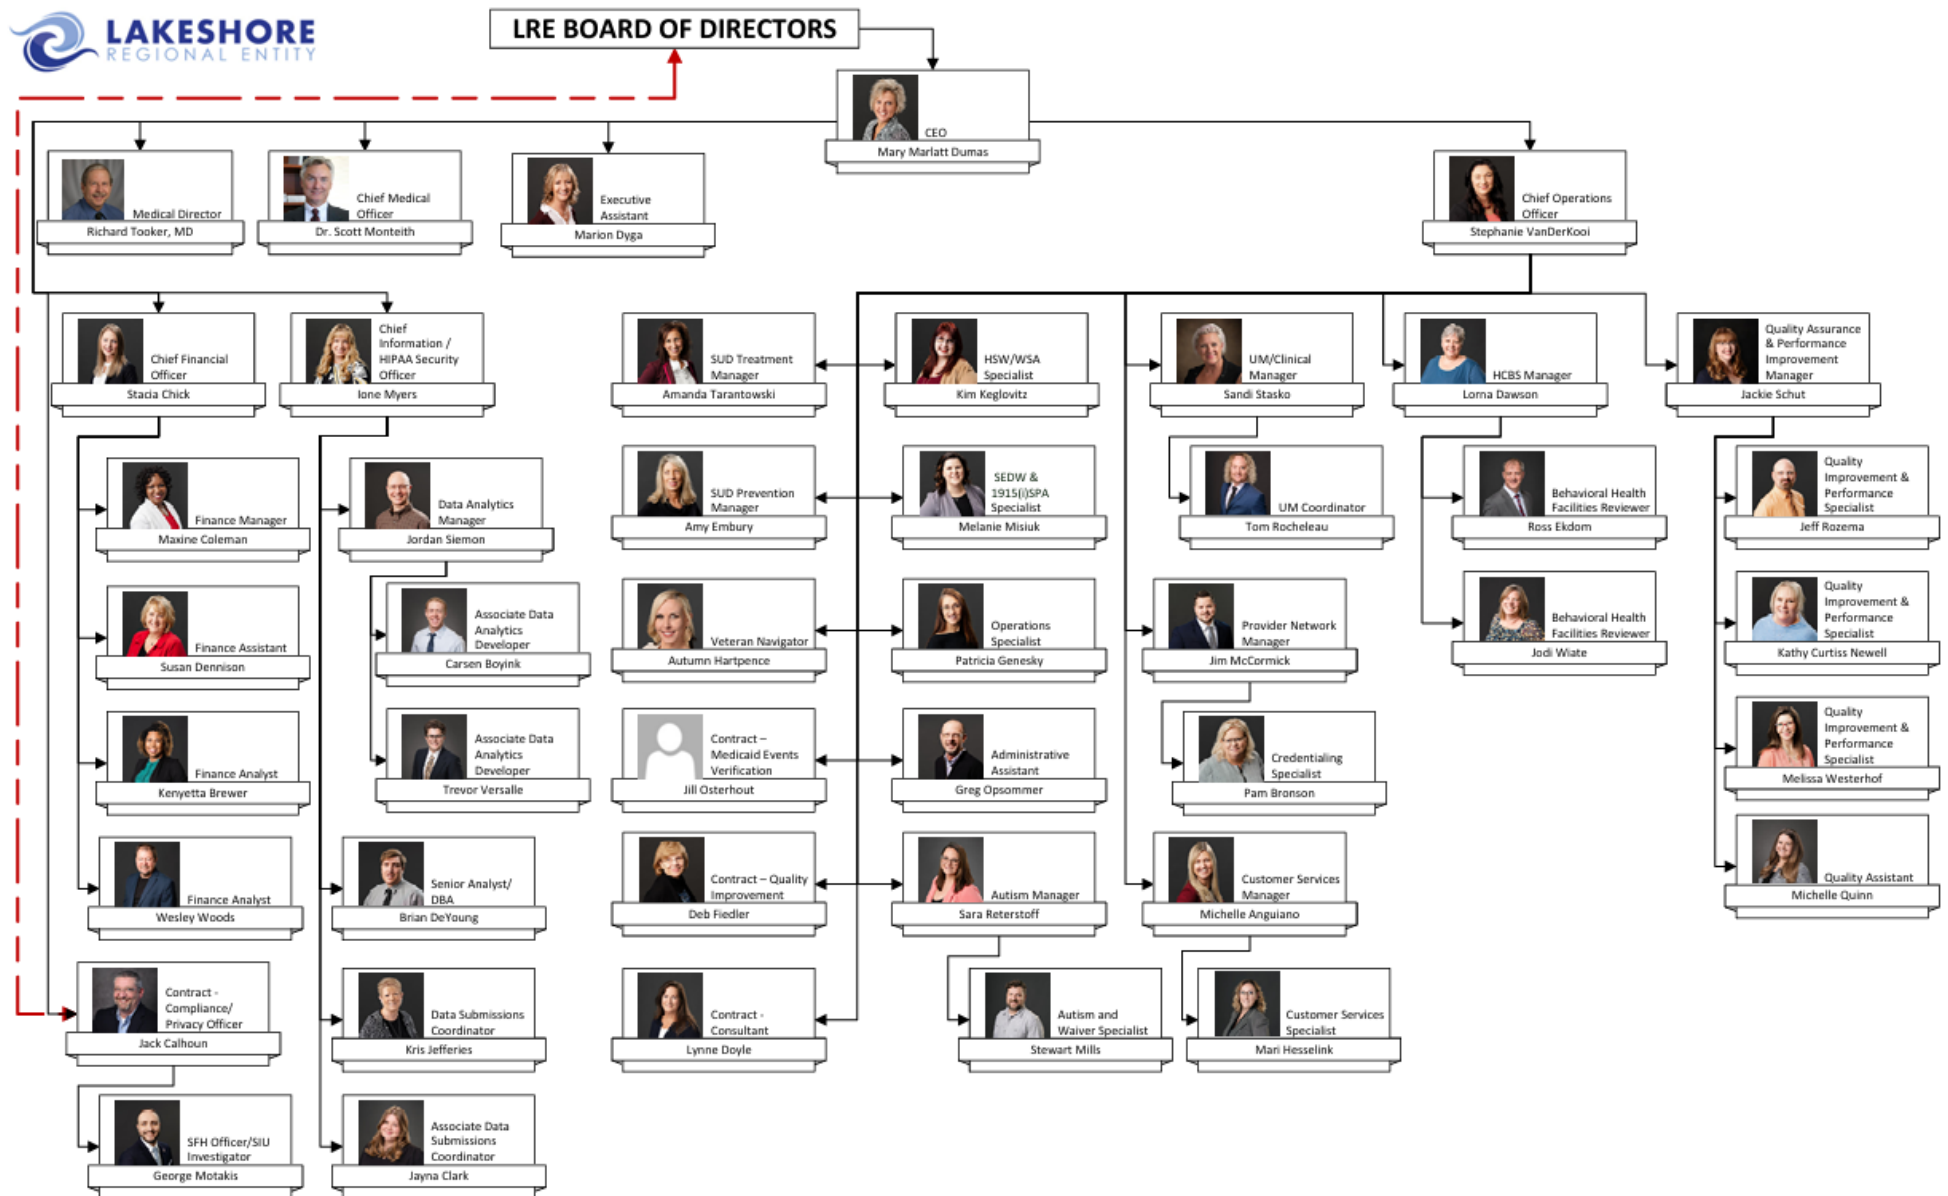 LAKESHORE
REGIONAL ENTITY
LRE BOARD OF DIRECTORS
CEO
Mary Marlatt Dumas
Medical Director
Richard Tooker, MD
Chief Medical
Officer
Dr. Scott Monteith
Executive
Assistant
Marion Dyga
Chief Operations
Officer
Stephanie VanDerKooi
Chief Financial
Officer
Stacia Chick
Chief
Information /
HIPAA Security
Officer
Ione Myers
SUD Treatment
Manager
Amanda Tarantowski
HSW/WSA
Specialist
Kim Keglovitz
UM/Clinical
Manager
Sandi Stasko
HCBS Manager
Lorna Dawson
Quality Assurance
& Performance
Improvement
Manager
Jackie Schut
Finance Manager
Maxine Coleman
Data Analytics
Manager
Jordan Siemon
SUD Prevention
Manager
Amy Embury
SEDW &
1915(i)SPA
Specialist
Melanie Misiuk
UM Coordinator
Tom Rocheleau
Behavioral Health
Facilities Reviewer
Ross Ekdom
Quality
Improvement &
Performance
Specialist
Jeff Rozema
Finance Assistant
Susan Dennison
Associate Data
Analytics
Developer
Carsen Boyink
Veteran Navigator
Autumn Hartpence
Operations
Specialist
Patricia Genesky
Provider Network
Manager
Jim McCormick
Behavioral Health
Facilities Reviewer
Jodi Wiate
Quality
Improvement &
Performance
Specialist
Kathy Curtiss Newell
Finance Analyst
Kenyetta Brewer
Associate Data
Analytics
Developer
Trevor Versalle
Contract –
Medicaid Events
Verification
Jill Osterhout
Administrative
Assistant
Greg Opsommer
Credentialing
Specialist
Pam Bronson
Quality
Improvement &
Performance
Specialist
Melissa Westerhof
Finance Analyst
Wesley Woods
Senior Analyst/
DBA
Brian DeYoung
Contract – Quality
Improvement
Deb Fiedler
Autism Manager
Sara Reterstoff
Customer Services
Manager
Michelle Anguiano
Quality Assistant
Michelle Quinn
Contract -
Compliance/
Privacy Officer
Jack Calhoun
Data Submissions
Coordinator
Kris Jefferies
Contract -
Consultant
Lynne Doyle
Autism and
Waiver Specialist
Stewart Mills
Customer Services
Specialist
Mari Hesselink
SFH Officer/SIU
Investigator
George Motakis
Associate Data
Submissions
Coordinator
Jayna Clark